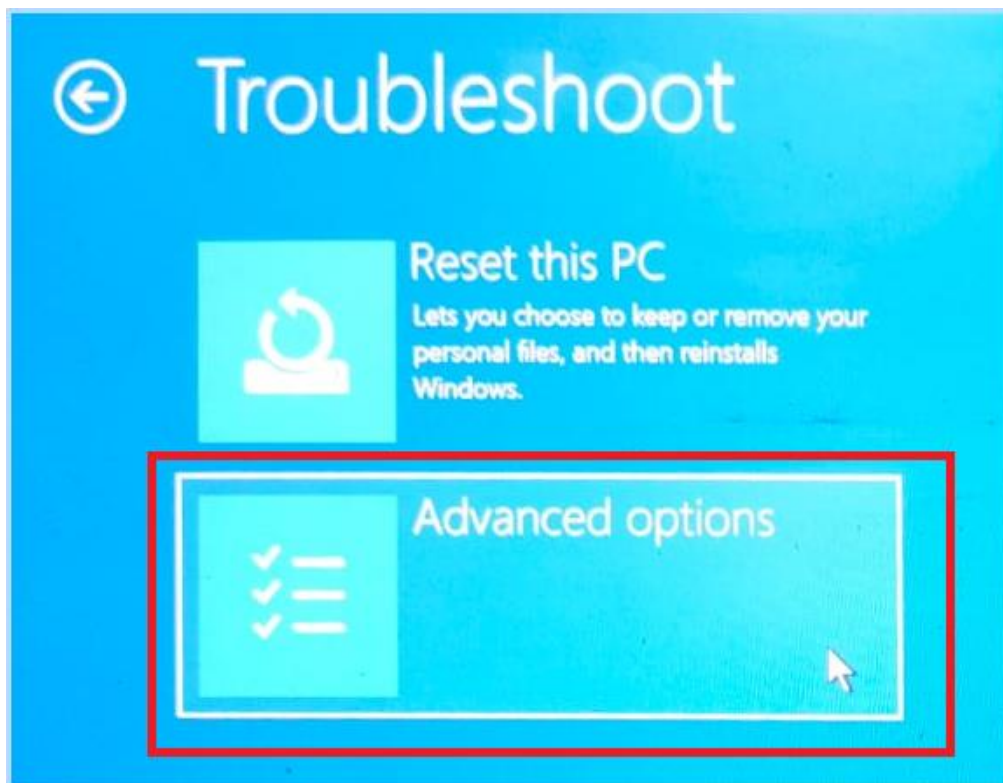 Troubleshoot
Reset this PC
Lets you choose to keep or remove your
personal files, and then reinstalls
Windows.
Advanced options